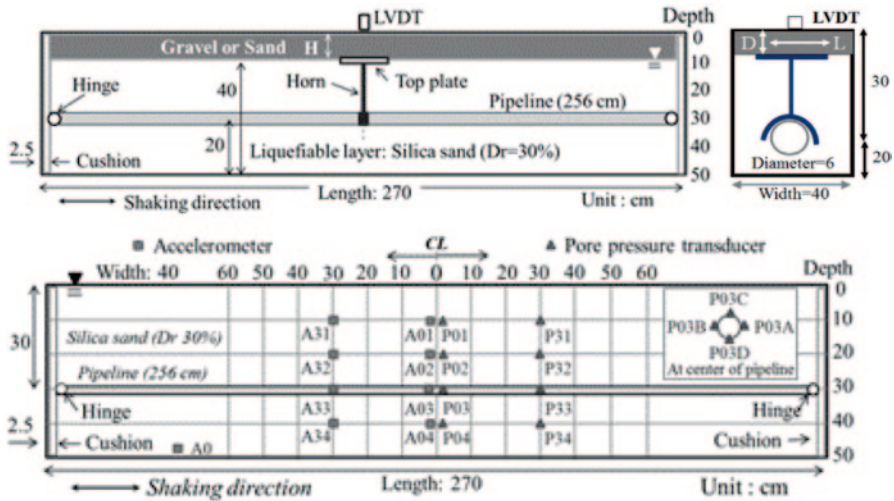 LVDT
Depth
Gravel or Sand H
0
10
20
30
40
50
Hinge
40
Horn
Top plate
Pipeline (256 cm)
20
Liquefiable layer: Silica sand (Dr=30%)
2.5
Cushion
Length: 270
Shaking direction
Unit : cm
LVDT
D L
30
20
Diameter=6
Width=40
Accelerometer
CL
Pore pressure transducer
Width: 40 60 50 40 30 20 10 0 10 20 30 40 50 60
Depth
0
10
20
30
40
50
30
Silica sand (Dr 30%)
A31 A01 P01 P31
Pipeline (256 cm)
A32 A02 P02 P32
P03C
P03B P03A
P03D
At center of pipeline
Hinge
A33 A03 P03 P33
Hinge
2.5
Cushion
A0
A34 A04 P04 P34
Cushion
Length: 270
Shaking direction
Unit : cm